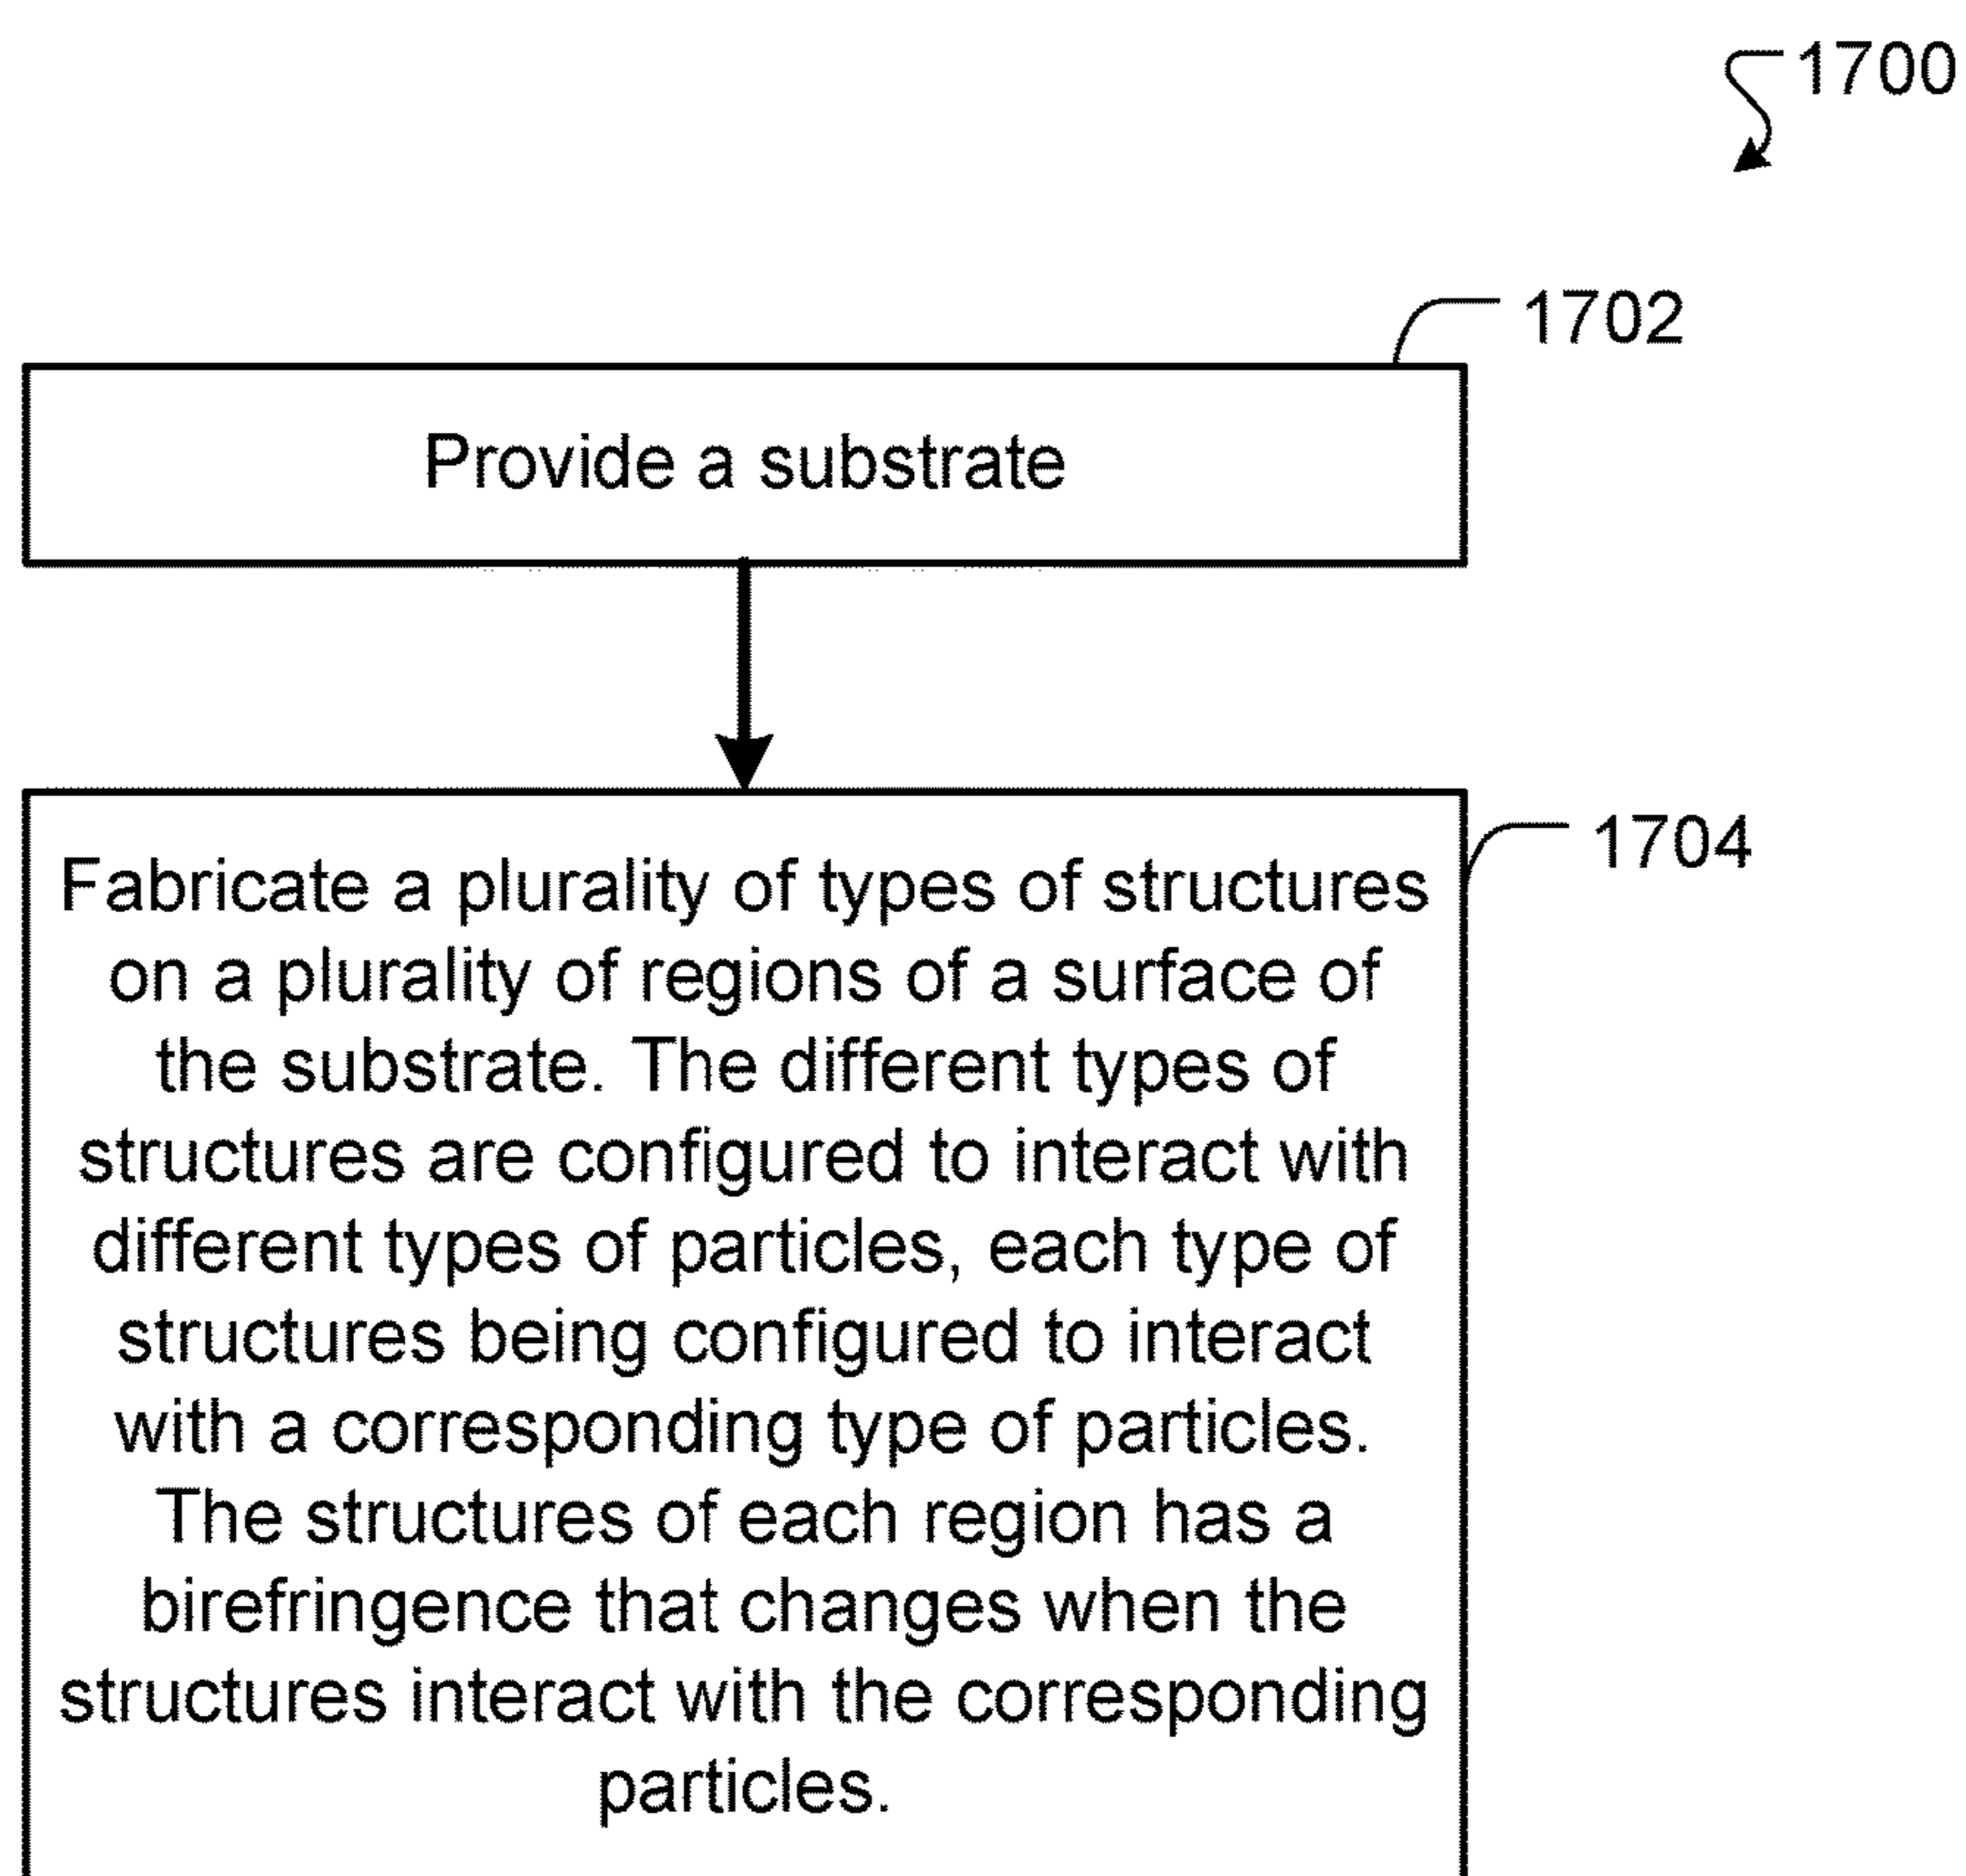 1700
1702
Provide a substrate
1704
Fabricate a plurality of types of structures
on a plurality of regions of a surface of
the substrate. The different types of
structures are configured to interact with
different types of particles, each type of
structures being configured to interact
with a corresponding type of particles.
The structures of each region has a
birefringence that changes when the
structures interact with the corresponding
particles.